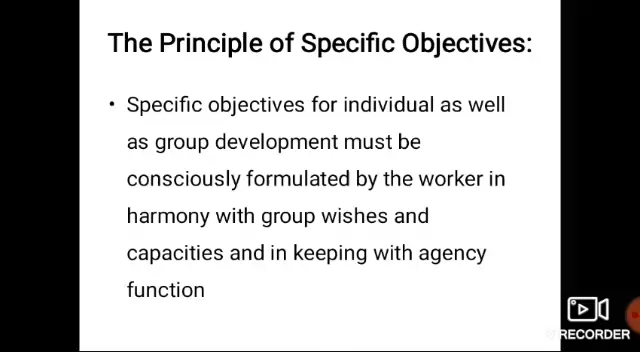 The Principle of Specific Objectives:
• Specific objectives for individual as well
as group development must be
consciously formulated by the worker in
harmony with group wishes and
capacities and in keeping with agency
function
RECORDER